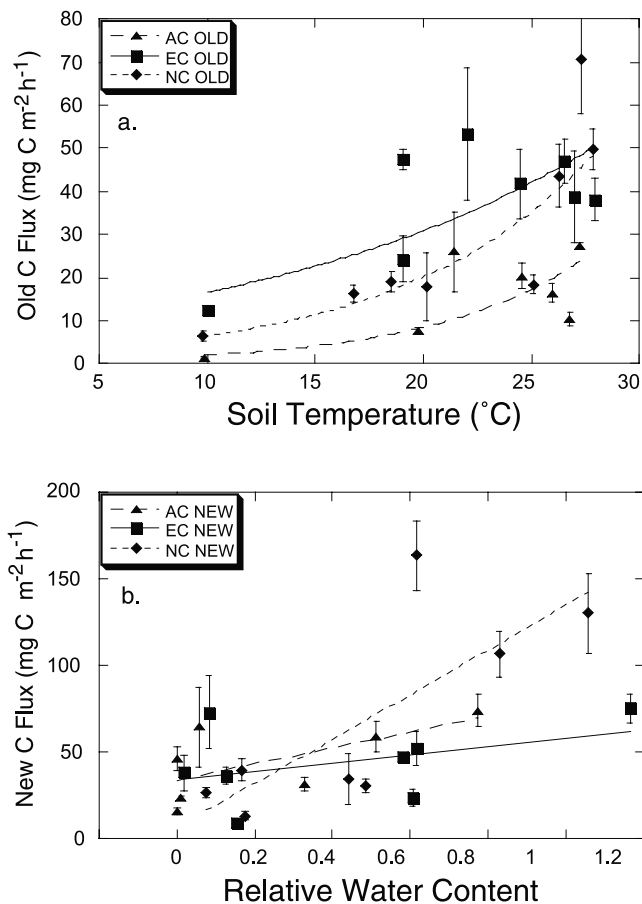 80
70
60
50
40
30
20
10
0
Old C Flux (mg C m-2 h-1)
AC OLD
EC OLD
NC OLD
a.
5 10 15 20 25 30
Soil Temperature (˚C)
200
150
100
50
0
New C Flux (mg C m-2h-1)
AC NEW
EC NEW
NC NEW
b.
0 0.2 0.4 0.6 0.8 1 1.2
Relative Water Content